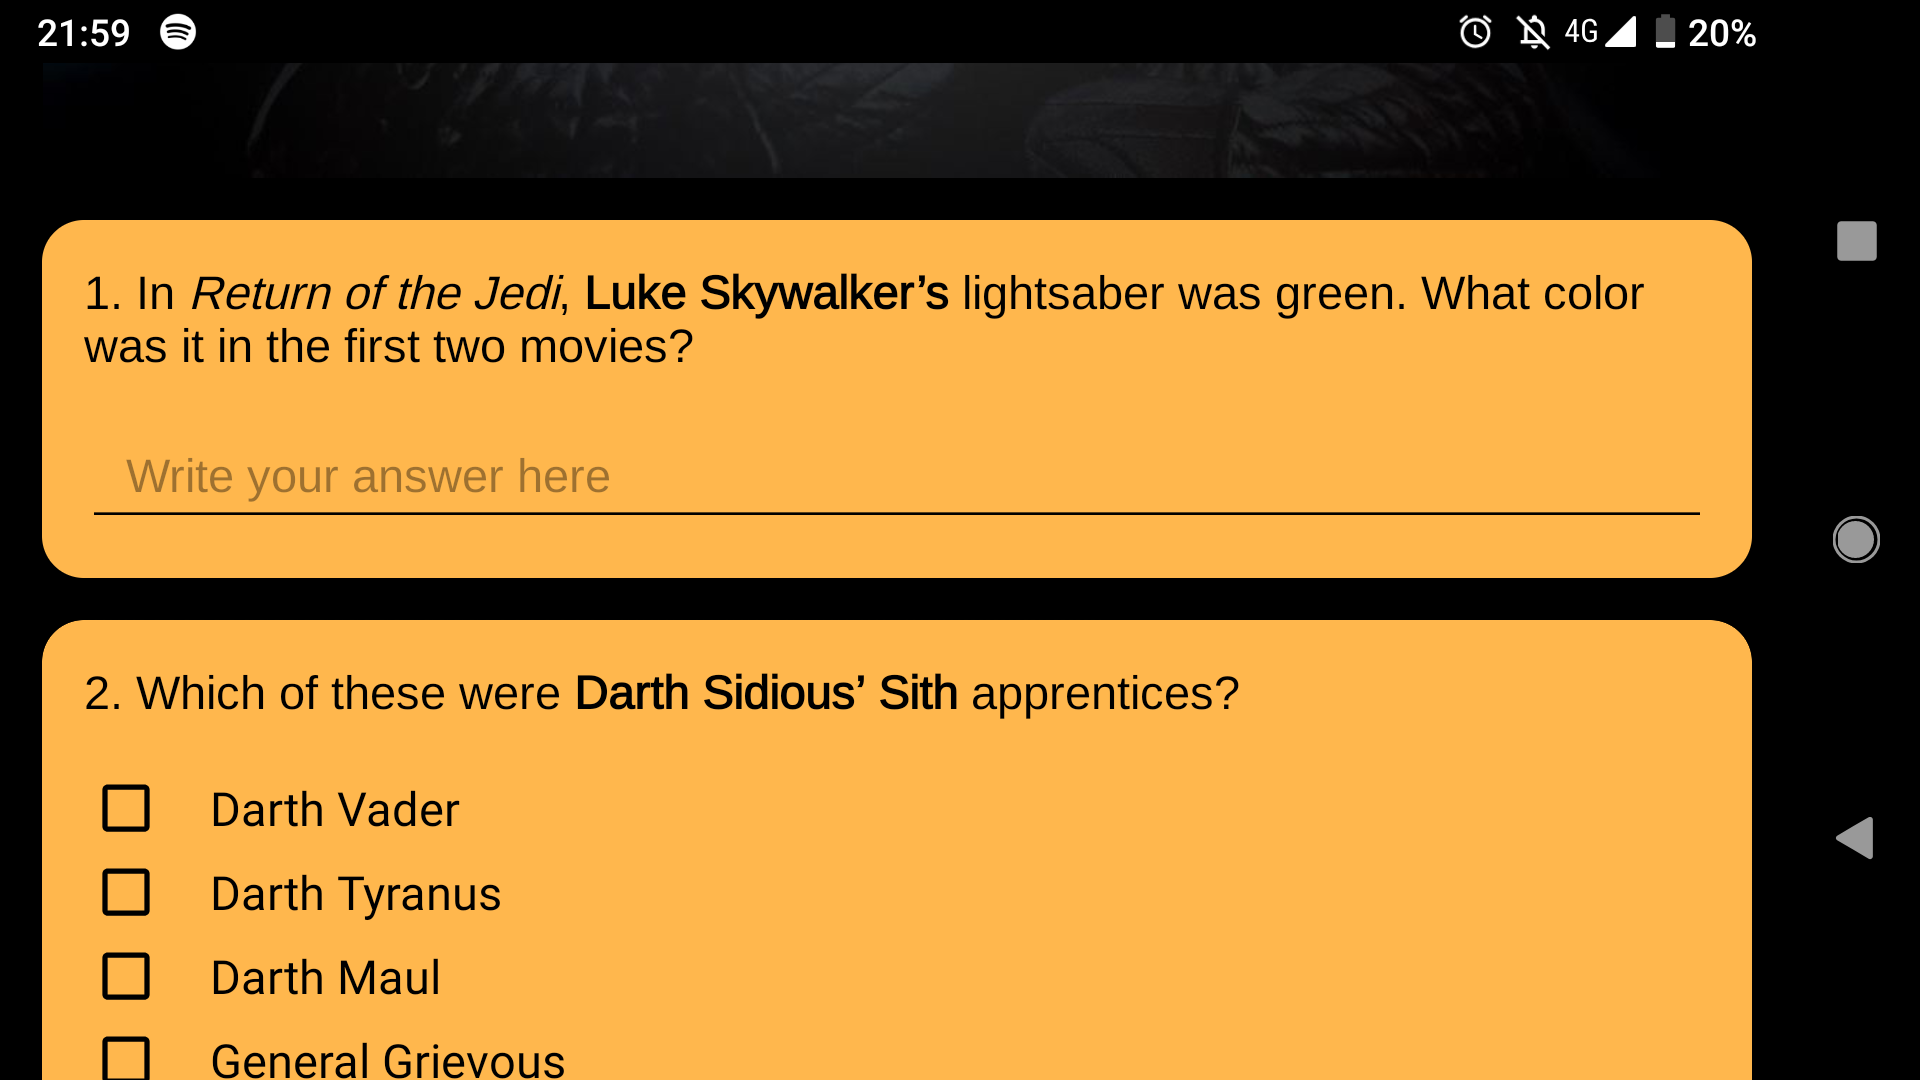 21:59 4G 20%
1. In Return of the Jedi, Luke Skywalker’s lightsaber was green. What color
was it in the first two movies?
Write your answer here
2. Which of these were Darth Sidious’ Sith apprentices?
Darth Vader
Darth Tyranus
Darth Maul
General Grievous